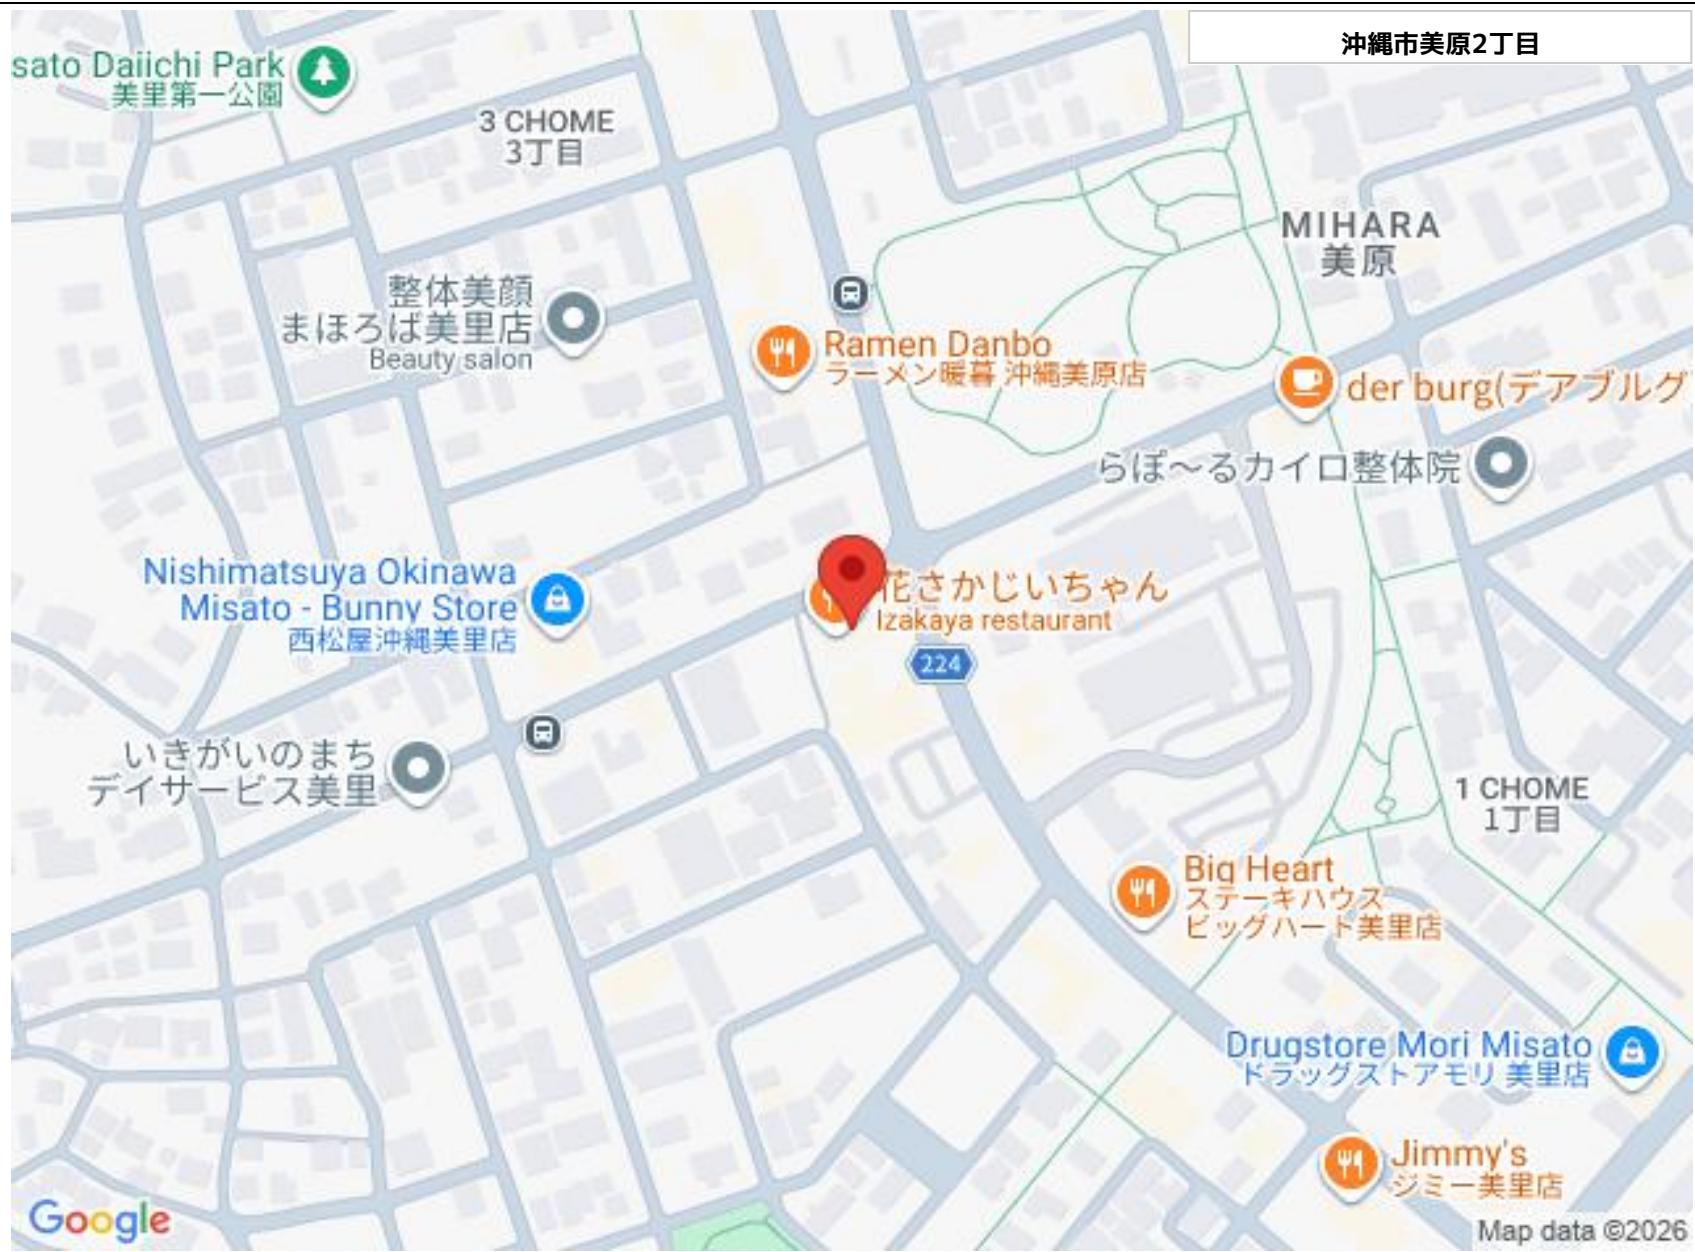 沖縄市美原2丁目
sato Daiichi Park
美里第一公園
3 CHOME
3丁目
MIHARA
美原
整体美顔
まほろば美里店
Beauty salon
Ramen Danbo
ラーメン暖暮 沖縄美原店
der burg(デアブルグ
らぽ〜るカイロ整体院
Nishimatsuya Okinawa
Misato - Bunny Store
西松屋沖縄美里店
花さかじいちゃん
Izakaya restaurant
224
いきがいのまち
デイサービス美里
1 CHOME
1丁目
Big Heart
ステーキハウス
ビッグハート美里店
Drugstore Mori Misato
ドラッグストアモリ 美里店
Jimmy's
ジミー美里店
Google
Map data ©2026